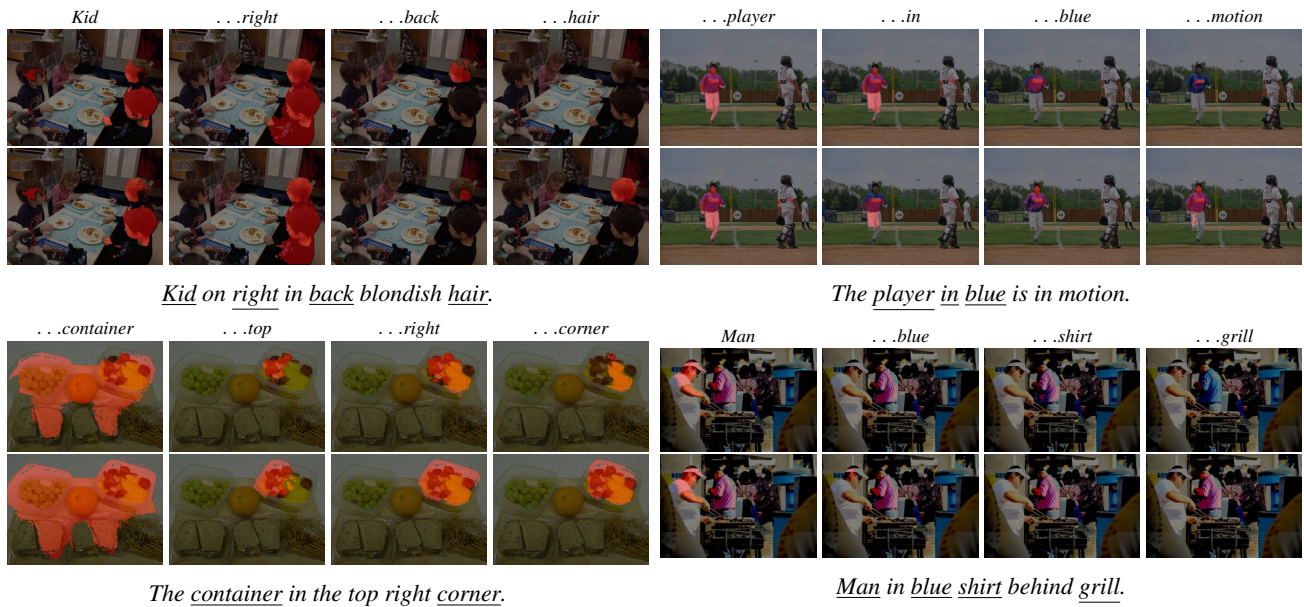 Kid ...right ...back ...hair
Kid on right in back blondish hair.
...player ...in ...blue ...motion
The player in blue is in motion.
...container ...top ...right ...corner
The container in the top right corner.
Man ...blue ...shirt ...grill
Man in blue shirt behind grill.